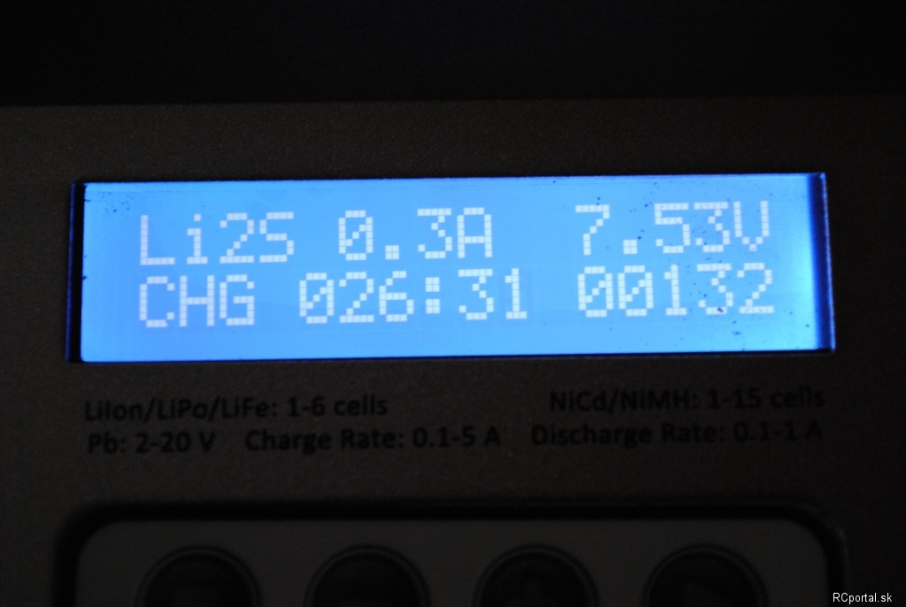 Li2S 0.3A 7.53V
CHG 026:31 00132
LiIon/LiPo/LiFe: 1-6 cells NiCd/NiMH: 1-15 cells
Pb: 2-20 V Charge Rate: 0.1-5 A Discharge Rate: 0.1-1 A
RCportal.sk